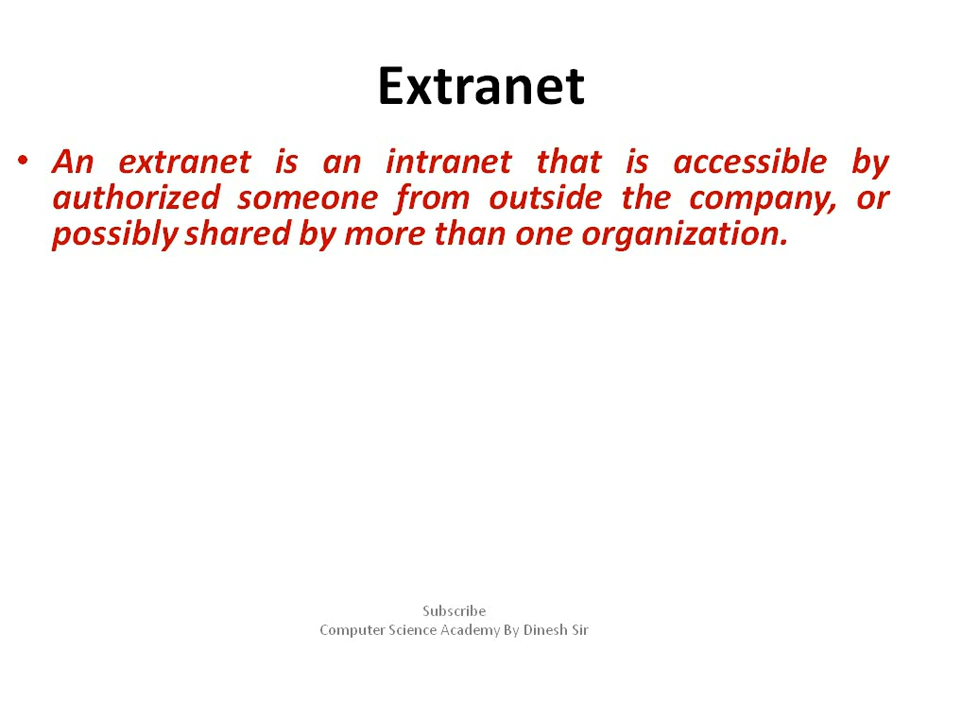 Extranet
• An extranet is an intranet that is accessible by
authorized someone from outside the company, or
possibly shared by more than one organization.
Subscribe
Computer Science Academy By Dinesh Sir